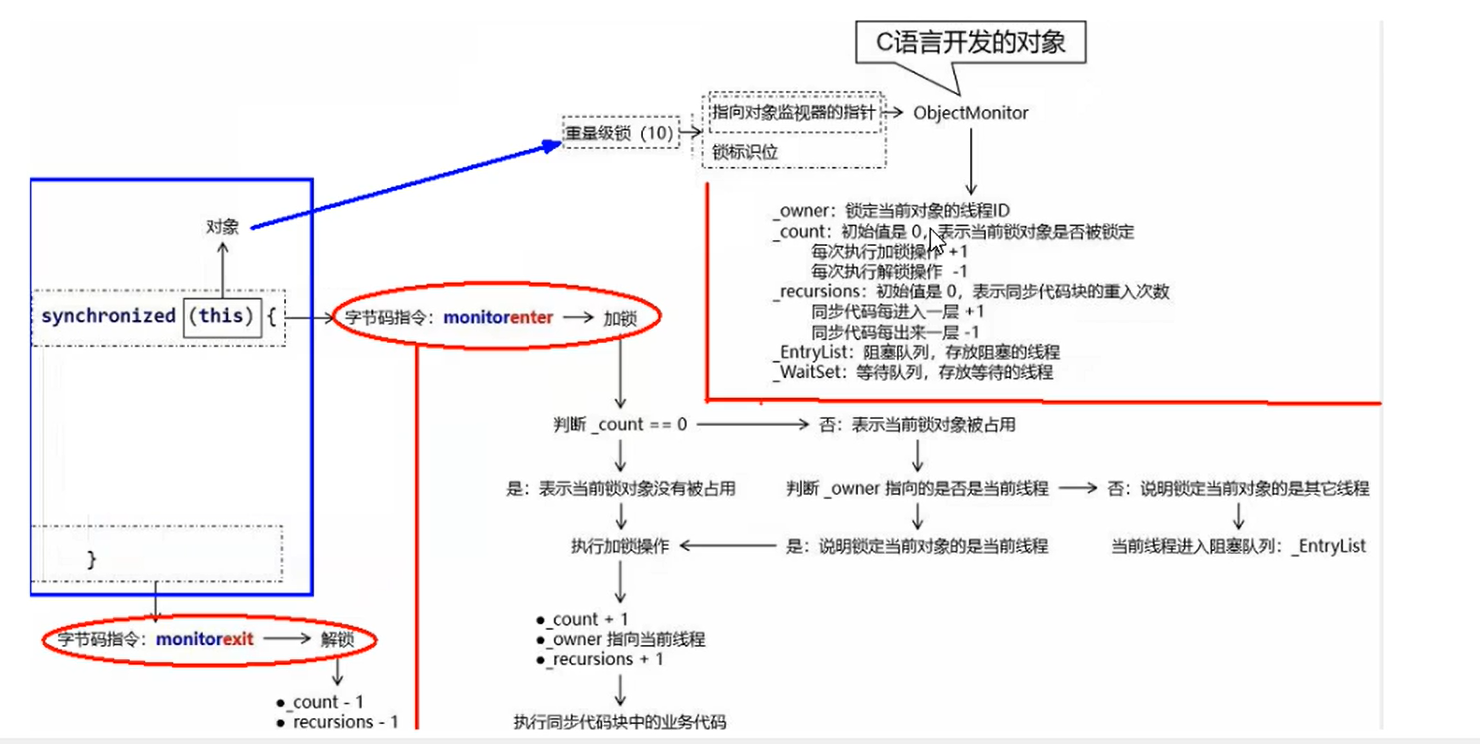 C语言开发的对象
指向对象监视器的指针
ObjectMonitor
重量级锁（10）
锁标识位
_owner：锁定当前对象的线程ID
_count：初始值是 0，表示当前锁对象是否被锁定
每次执行加锁操作 +1
每次执行解锁操作 -1
_recursions：初始值是 0，表示同步代码块的重入次数
同步代码每进入一层 +1
同步代码每出来一层 -1
_EntryList：阻塞队列，存放阻塞的线程
_WaitSet：等待队列，存放等待的线程
对象
synchronized (this) {
字节码指令：monitorenter
加锁
判断 _count == 0
否：表示当前锁对象被占用
是：表示当前锁对象没有被占用
判断 _owner 指向的是否是当前线程
否：说明锁定当前对象的是其它线程
执行加锁操作
是：说明锁定当前对象的是当前线程
当前线程进入阻塞队列：_EntryList
●_count + 1
●_owner 指向当前线程
●_recursions + 1
执行同步代码块中的业务代码
}
字节码指令：monitorexit
解锁
●_count - 1
●_recursions - 1